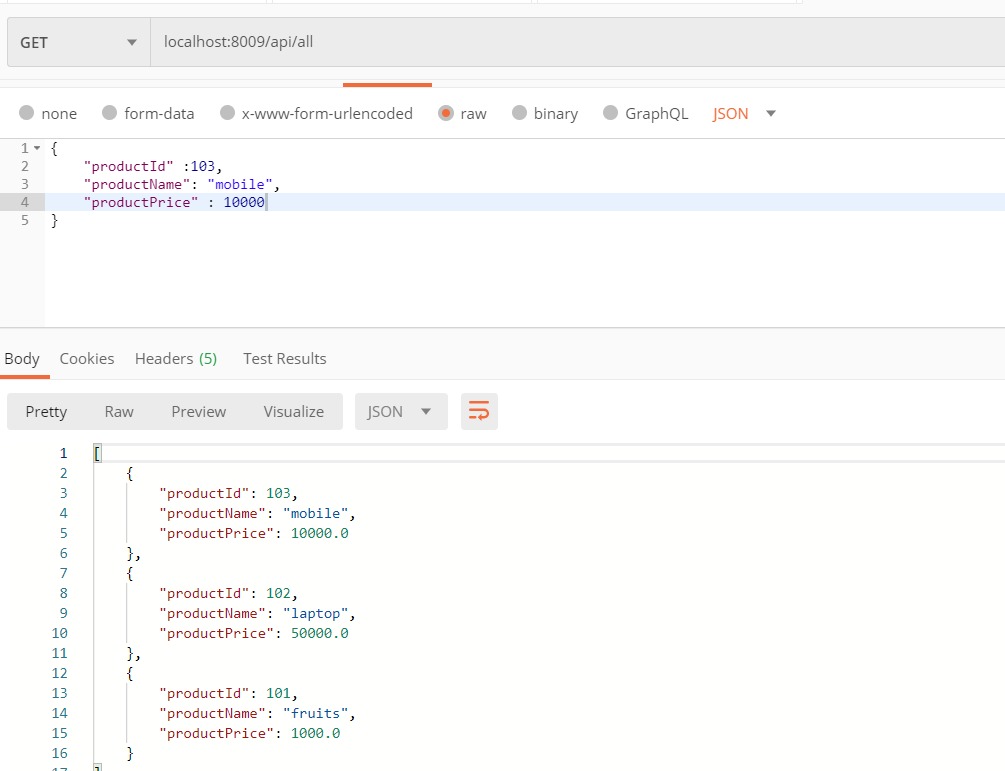 GET localhost:8009/api/all
none form-data x-www-form-urlencoded raw binary GraphQL JSON
1 {
2 "productId" :103,
3 "productName": "mobile",
4 "productPrice" : 10000
5 }
Body Cookies Headers (5) Test Results
Pretty Raw Preview Visualize JSON
1 [
2 {
3 "productId": 103,
4 "productName": "mobile",
5 "productPrice": 10000.0
6 },
7 {
8 "productId": 102,
9 "productName": "laptop",
10 "productPrice": 50000.0
11 },
12 {
13 "productId": 101,
14 "productName": "fruits",
15 "productPrice": 1000.0
16 }
17 ]